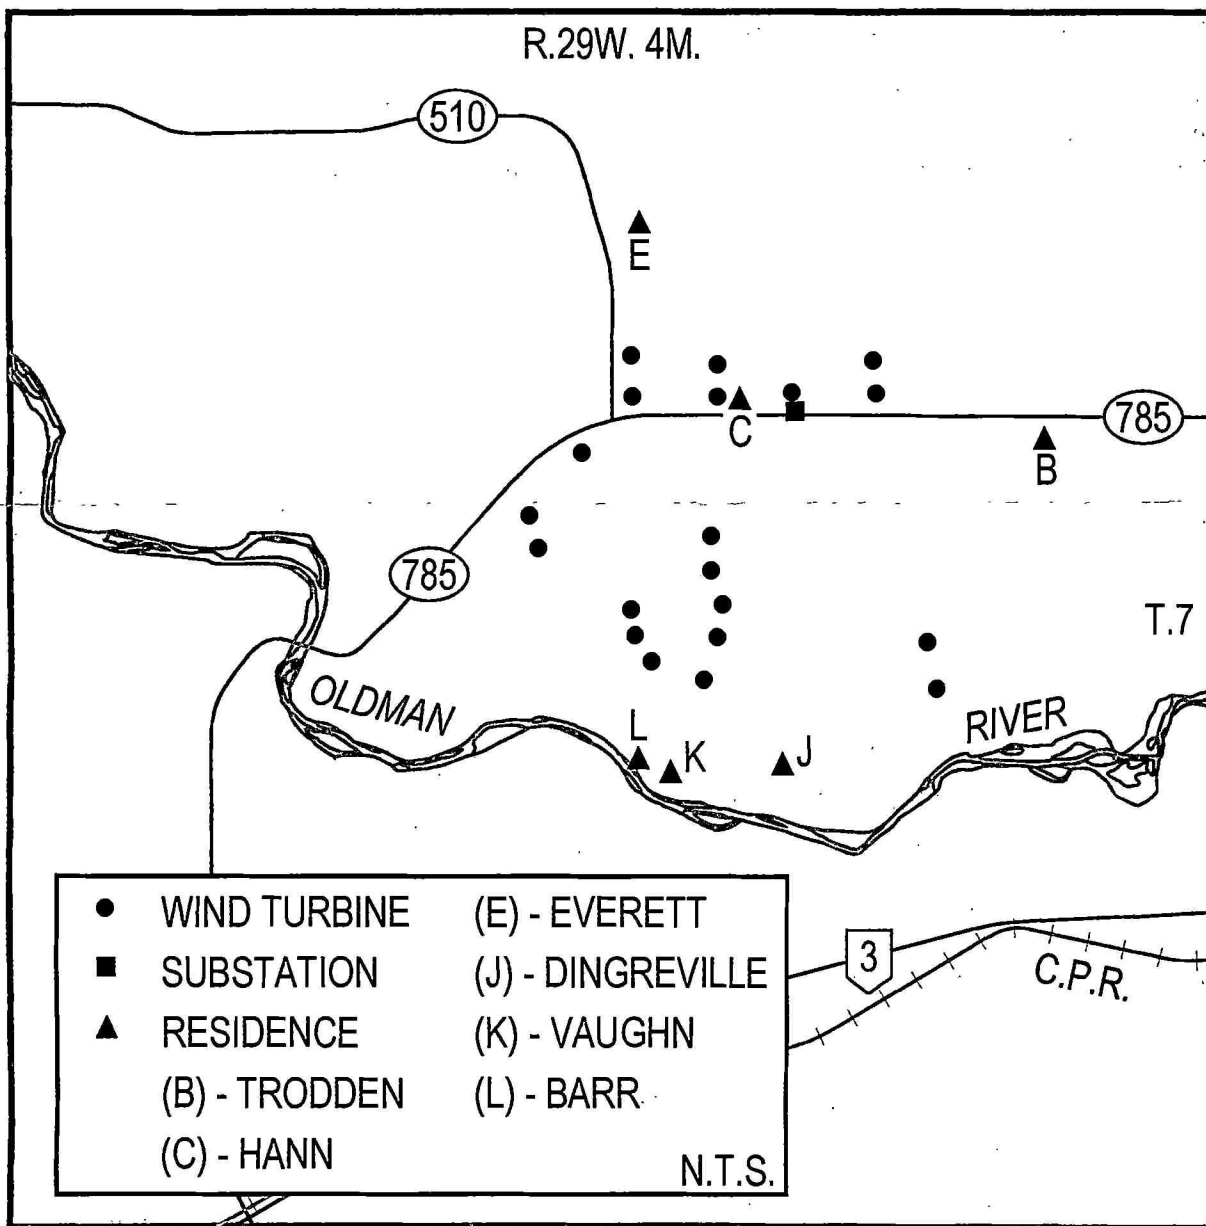 R.29W. 4M.
510
E
C
785
B
785
T.7
OLDMAN
RIVER
L
K
J
WIND TURBINE
(E) - EVERETT
SUBSTATION
(J) - DINGREVILLE
RESIDENCE
(K) - VAUGHN
(B) - TRODDEN
(L) - BARR
(C) - HANN
N.T.S.
3
C.P.R.